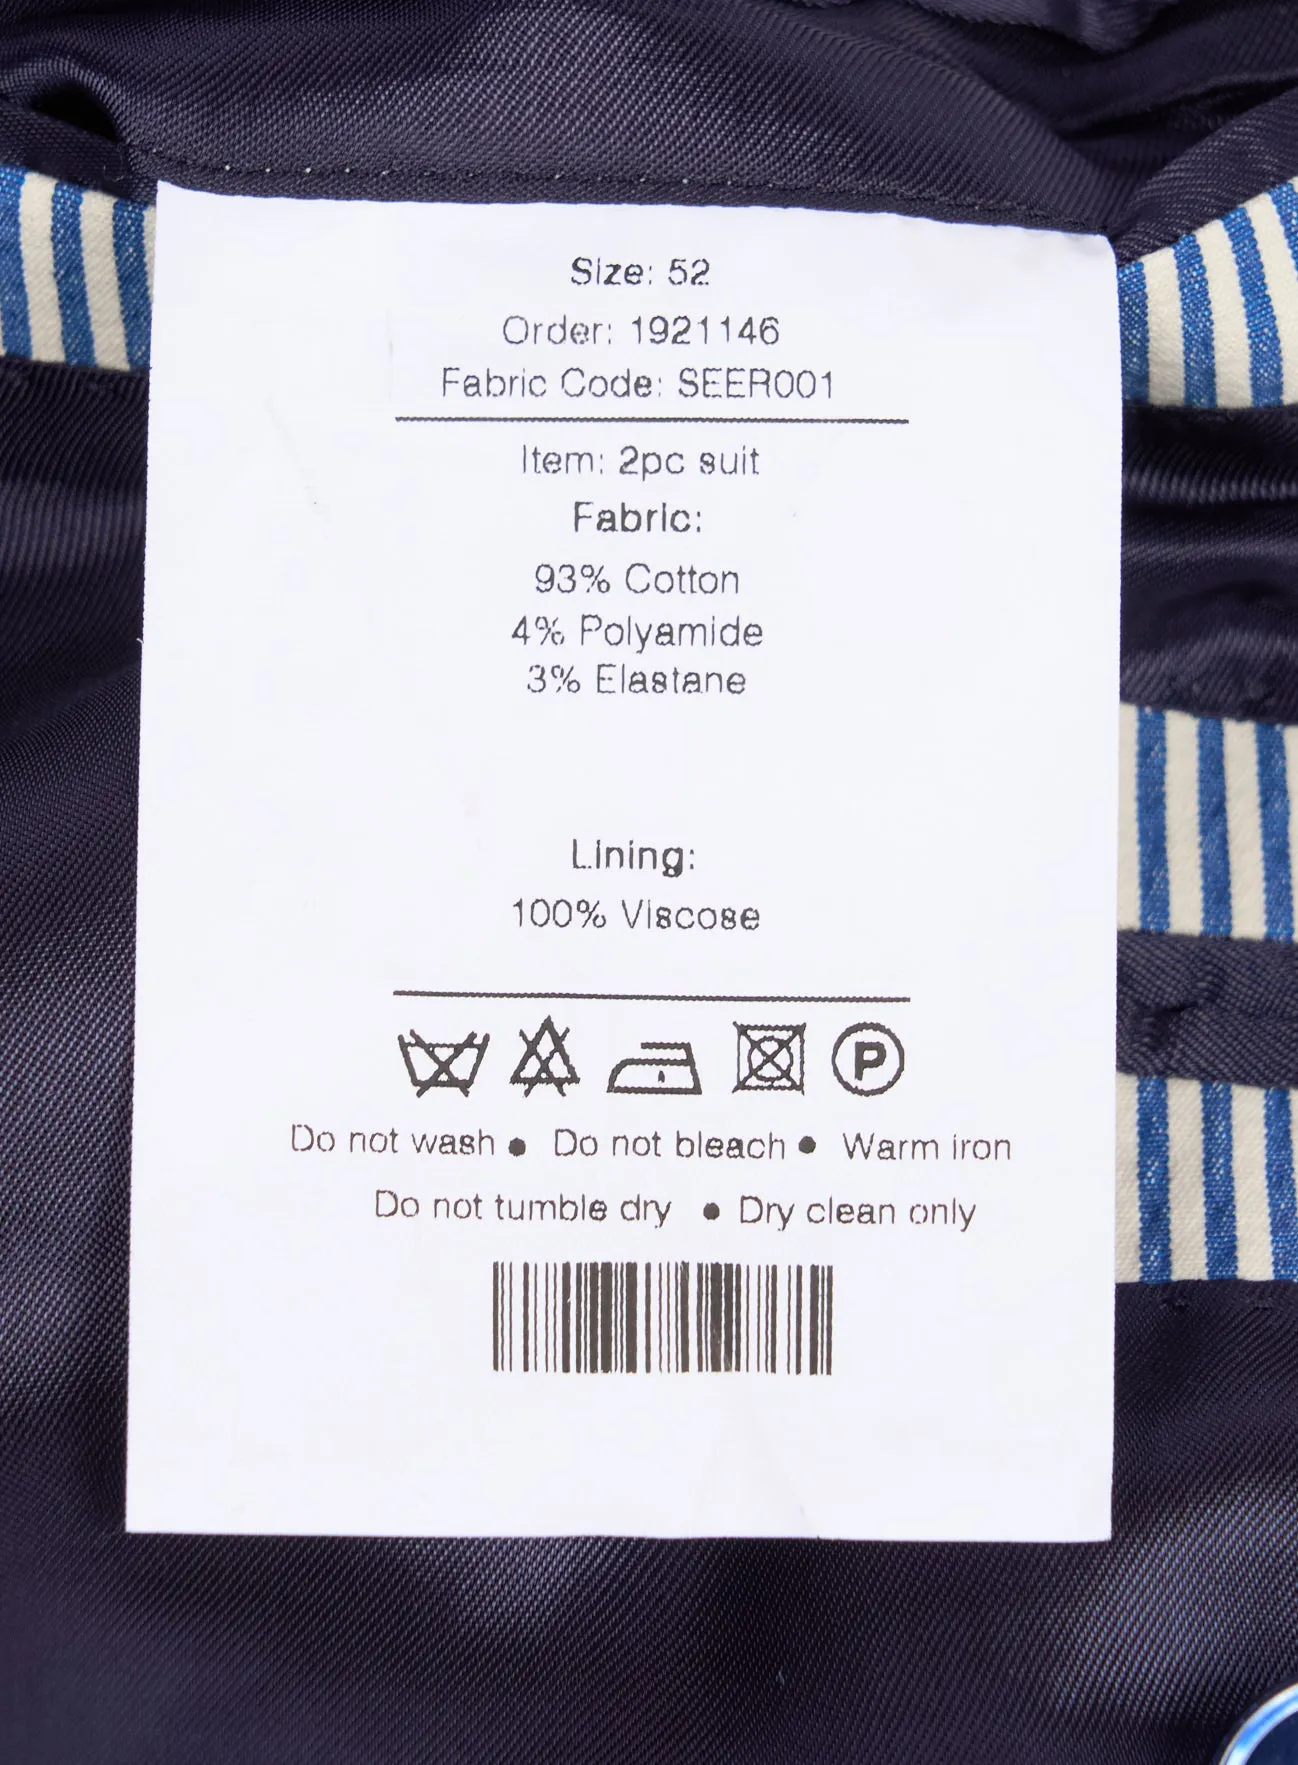 Size: 52
Order: 1921146
Fabric Code: SEER001
Item: 2pc suit
Fabric:
93% Cotton
4% Polyamide
3% Elastane
Lining:
100% Viscose
P
Do not wash • Do not bleach • Warm iron
Do not tumble dry • Dry clean only